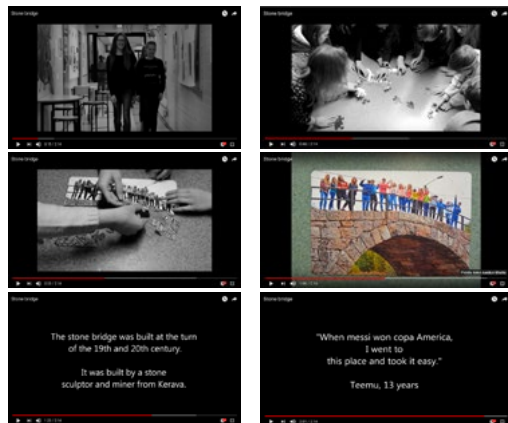 Stone bridge
Stone bridge
Stone bridge
Stone bridge
Stone bridge
The stone bridge was built at the turn
of the 19th and 20th century.
It was built by a stone
sculptor and miner from Kerava.
Stone bridge
"When messi won copa America,
I went to
this place and took it easy."
Teemu, 13 years